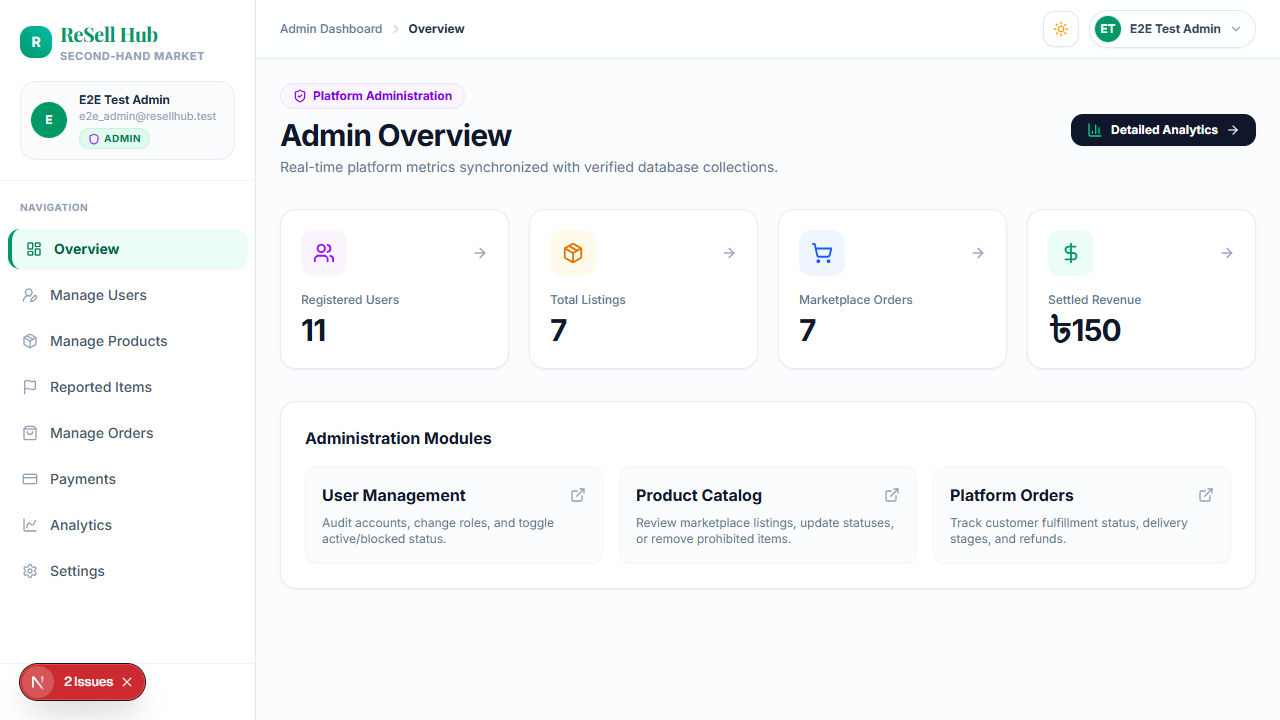 R
ReSell Hub
SECOND-HAND MARKET
E
E2E Test Admin
e2e_admin@resellhub.test
ADMIN
NAVIGATION
Overview
Manage Users
Manage Products
Reported Items
Manage Orders
Payments
Analytics
Settings
N
2 Issues
Admin Dashboard
Overview
ET
E2E Test Admin
Platform Administration
Admin Overview
Real-time platform metrics synchronized with verified database collections.
Detailed Analytics
Registered Users
11
Total Listings
7
Marketplace Orders
7
Settled Revenue
৳150
Administration Modules
User Management
Audit accounts, change roles, and toggle
active/blocked status.
Product Catalog
Review marketplace listings, update statuses,
or remove prohibited items.
Platform Orders
Track customer fulfillment status, delivery
stages, and refunds.